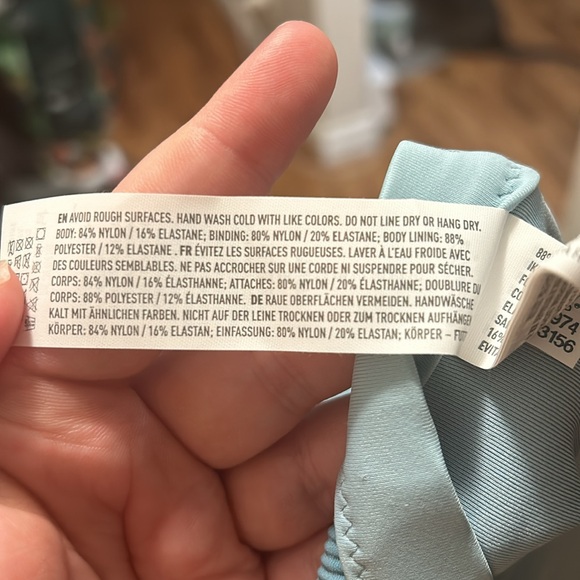 EN AVOID ROUGH SURFACES. HAND WASH COLD WITH LIKE COLORS. DO NOT LINE DRY OR HANG DRY.
BODY: 84% NYLON / 16% ELASTANE; BINDING: 80% NYLON / 20% ELASTANE; BODY LINING: 88%
POLYESTER / 12% ELASTANE . FR ÉVITEZ LES SURFACES RUGUEUSES. LAVER À L'EAU FROIDE AVEC
DES COULEURS SEMBLABLES. NE PAS ACCROCHER SUR UNE CORDE NI SUSPENDRE POUR SÉCHER.
CORPS: 84% NYLON / 16% ÉLASTHANNE; ATTACHES: 80% NYLON / 20% ÉLASTHANNE; DOUBLURE DU
CORPS: 88% POLYESTER / 12% ÉLASTHANNE. DE RAUE OBERFLÄCHEN VERMEIDEN. HANDWÄSCHE
KALT MIT ÄHNLICHEN FARBEN. NICHT AUF DER LEINE TROCKNEN ODER ZUM TROCKNEN AUFHÄNGEN
KÖRPER: 84% NYLON / 16% ELASTAN; EINFASSUNG: 80% NYLON / 20% ELASTAN; KÖRPER –
974
3156
16%